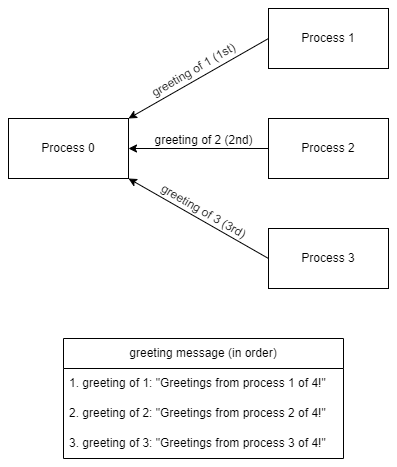 Process 1
greeting of 1 (1st)
Process 0
greeting of 2 (2nd)
Process 2
greeting of 3 (3rd)
Process 3
greeting message (in order)
1. greeting of 1: "Greetings from process 1 of 4!"
2. greeting of 2: "Greetings from process 2 of 4!"
3. greeting of 3: "Greetings from process 3 of 4!"